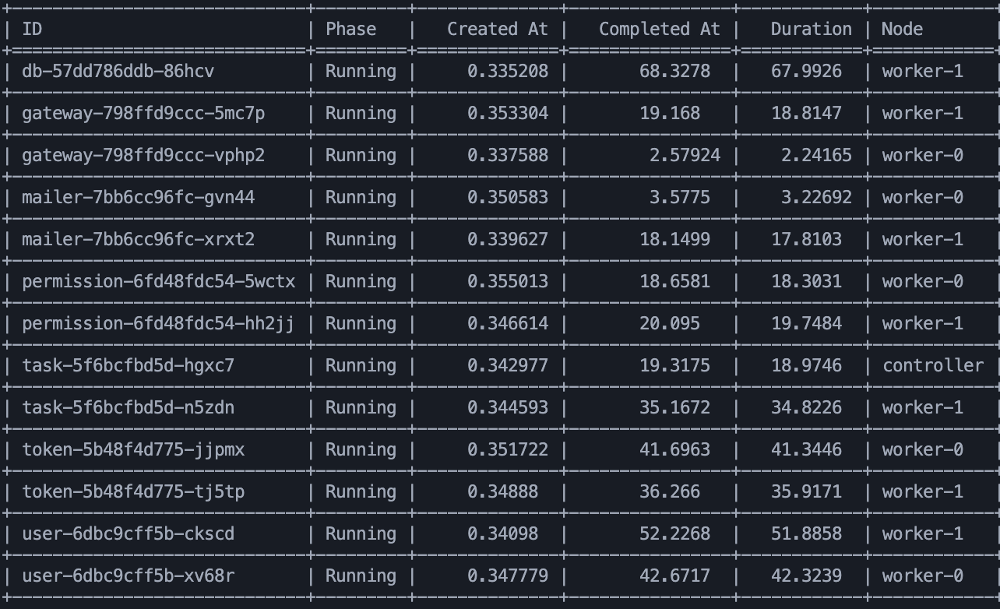 ID Phase Created At Completed At Duration Node
db-57dd786ddb-86hcv Running 0.335208 68.3278 67.9926 worker-1
gateway-798ffd9ccc-5mc7p Running 0.353304 19.168 18.8147 worker-1
gateway-798ffd9ccc-vphp2 Running 0.337588 2.57924 2.24165 worker-0
mailer-7bb6cc96fc-gvn44 Running 0.350583 3.5775 3.22692 worker-0
mailer-7bb6cc96fc-xrxt2 Running 0.339627 18.1499 17.8103 worker-1
permission-6fd48fdc54-5wctx Running 0.355013 18.6581 18.3031 worker-0
permission-6fd48fdc54-hh2jj Running 0.346614 20.095 19.7484 worker-1
task-5f6bcfbd5d-hgxc7 Running 0.342977 19.3175 18.9746 controller
task-5f6bcfbd5d-n5zdn Running 0.344593 35.1672 34.8226 worker-1
token-5b48f4d775-jjpmx Running 0.351722 41.6963 41.3446 worker-0
token-5b48f4d775-tj5tp Running 0.34888 36.266 35.9171 worker-1
user-6dbc9cff5b-ckscd Running 0.34098 52.2268 51.8858 worker-1
user-6dbc9cff5b-xv68r Running 0.347779 42.6717 42.3239 worker-0